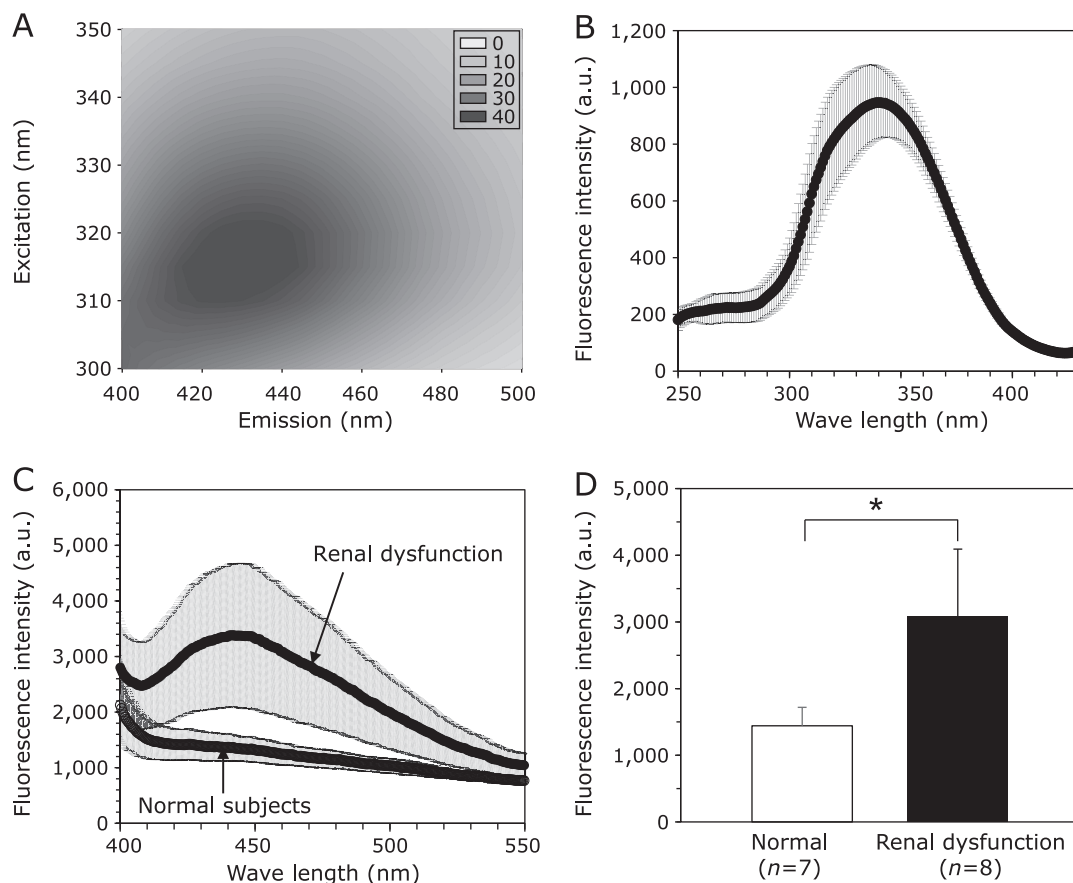 A
350
340
330
320
310
300
Excitation (nm)
0
10
20
30
40
400 420 440 460 480 500
Emission (nm)
B
1,200
1,000
800
600
400
200
0
Fluorescence intensity (a.u.)
250 300 350 400
Wave length (nm)
C
6,000
5,000
4,000
3,000
2,000
1,000
0
Fluorescence intensity (a.u.)
Renal dysfunction
Normal subjects
400 450 500 550
Wave length (nm)
D
5,000
4,000
3,000
2,000
1,000
0
Fluorescence intensity (a.u.)
*
Normal
(n=7)
Renal dysfunction
(n=8)